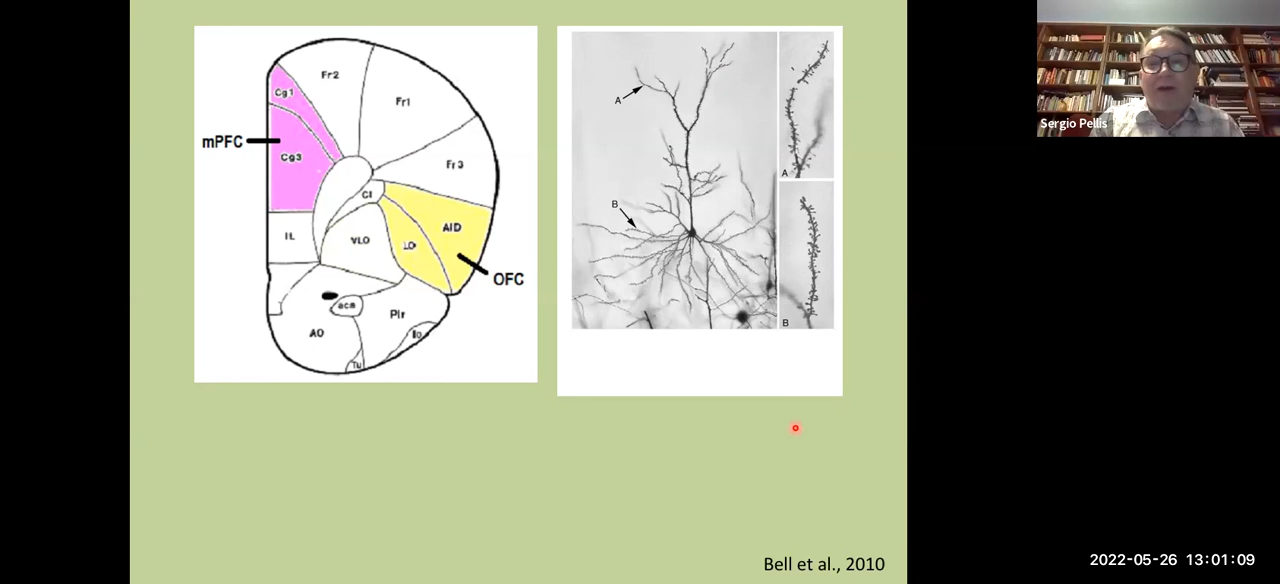 Fr2
Cg1
Fr1
mPFC
Cg3
Fr3
Cl
AID
IL
VLO
LO
OFC
aca
Pir
AO
Tu
A
B
A
B
Sergio Pellis
Bell et al., 2010
2022-05-26 13:01:09